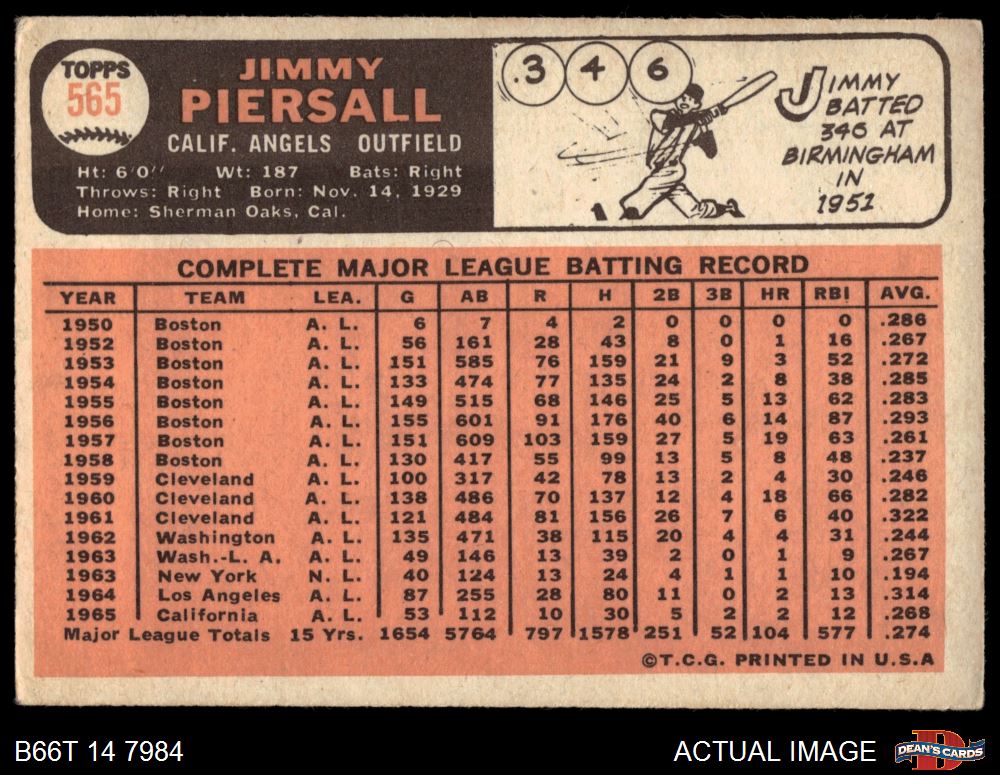 TOPPS
565
JIMMY
PIERSALL
CALIF. ANGELS OUTFIELD
Ht: 6'0'' Wt: 187 Bats: Right
Throws: Right Born: Nov. 14, 1929
Home: Sherman Oaks, Cal.
.3 4 6
JIMMY
BATTED
346 AT
BIRMINGHAM
IN
1951
COMPLETE MAJOR LEAGUE BATTING RECORD
YEAR TEAM LEA. G AB R H 2B 3B HR RBI AVG.
1950 Boston A. L. 6 7 4 2 0 0 0 0 .286
1952 Boston A. L. 56 161 28 43 8 0 1 16 .267
1953 Boston A. L. 151 585 76 159 21 9 3 52 .272
1954 Boston A. L. 133 474 77 135 24 2 8 38 .285
1955 Boston A. L. 149 515 68 146 25 5 13 62 .283
1956 Boston A. L. 155 601 91 176 40 6 14 87 .293
1957 Boston A. L. 151 609 103 159 27 5 19 63 .261
1958 Boston A. L. 130 417 55 99 13 5 8 48 .237
1959 Cleveland A. L. 100 317 42 78 13 2 4 30 .246
1960 Cleveland A. L. 138 486 70 137 12 4 18 66 .282
1961 Cleveland A. L. 121 484 81 156 26 7 6 40 .322
1962 Washington A. L. 135 471 38 115 20 4 4 31 .244
1963 Wash.-L. A. A. L. 49 146 13 39 2 0 1 9 .267
1963 New York N. L. 40 124 13 24 4 1 1 10 .194
1964 Los Angeles A. L. 87 255 28 80 11 0 2 13 .314
1965 California A. L. 53 112 10 30 5 2 2 12 .268
Major League Totals 15 Yrs. 1654 5764 797 1578 251 52 104 577 .274
©T.C.G. PRINTED IN U.S.A
B66T 14 7984
ACTUAL IMAGE
DEAN'S CARDS